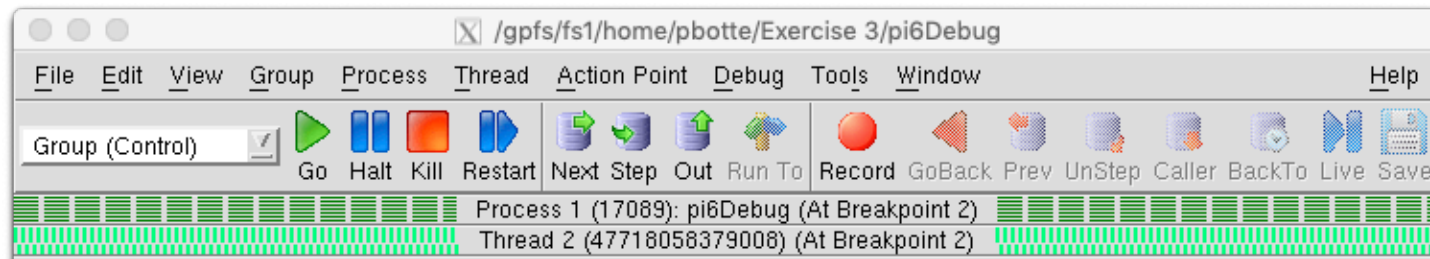 /gpfs/fs1/home/pbotte/Exercise 3/pi6Debug
File Edit View Group Process Thread Action Point Debug Tools Window Help
Group (Control)
Go Halt Kill Restart Next Step Out Run To Record GoBack Prev UnStep Caller BackTo Live Save
Process 1 (17089): pi6Debug (At Breakpoint 2)
Thread 2 (47718058379008) (At Breakpoint 2)